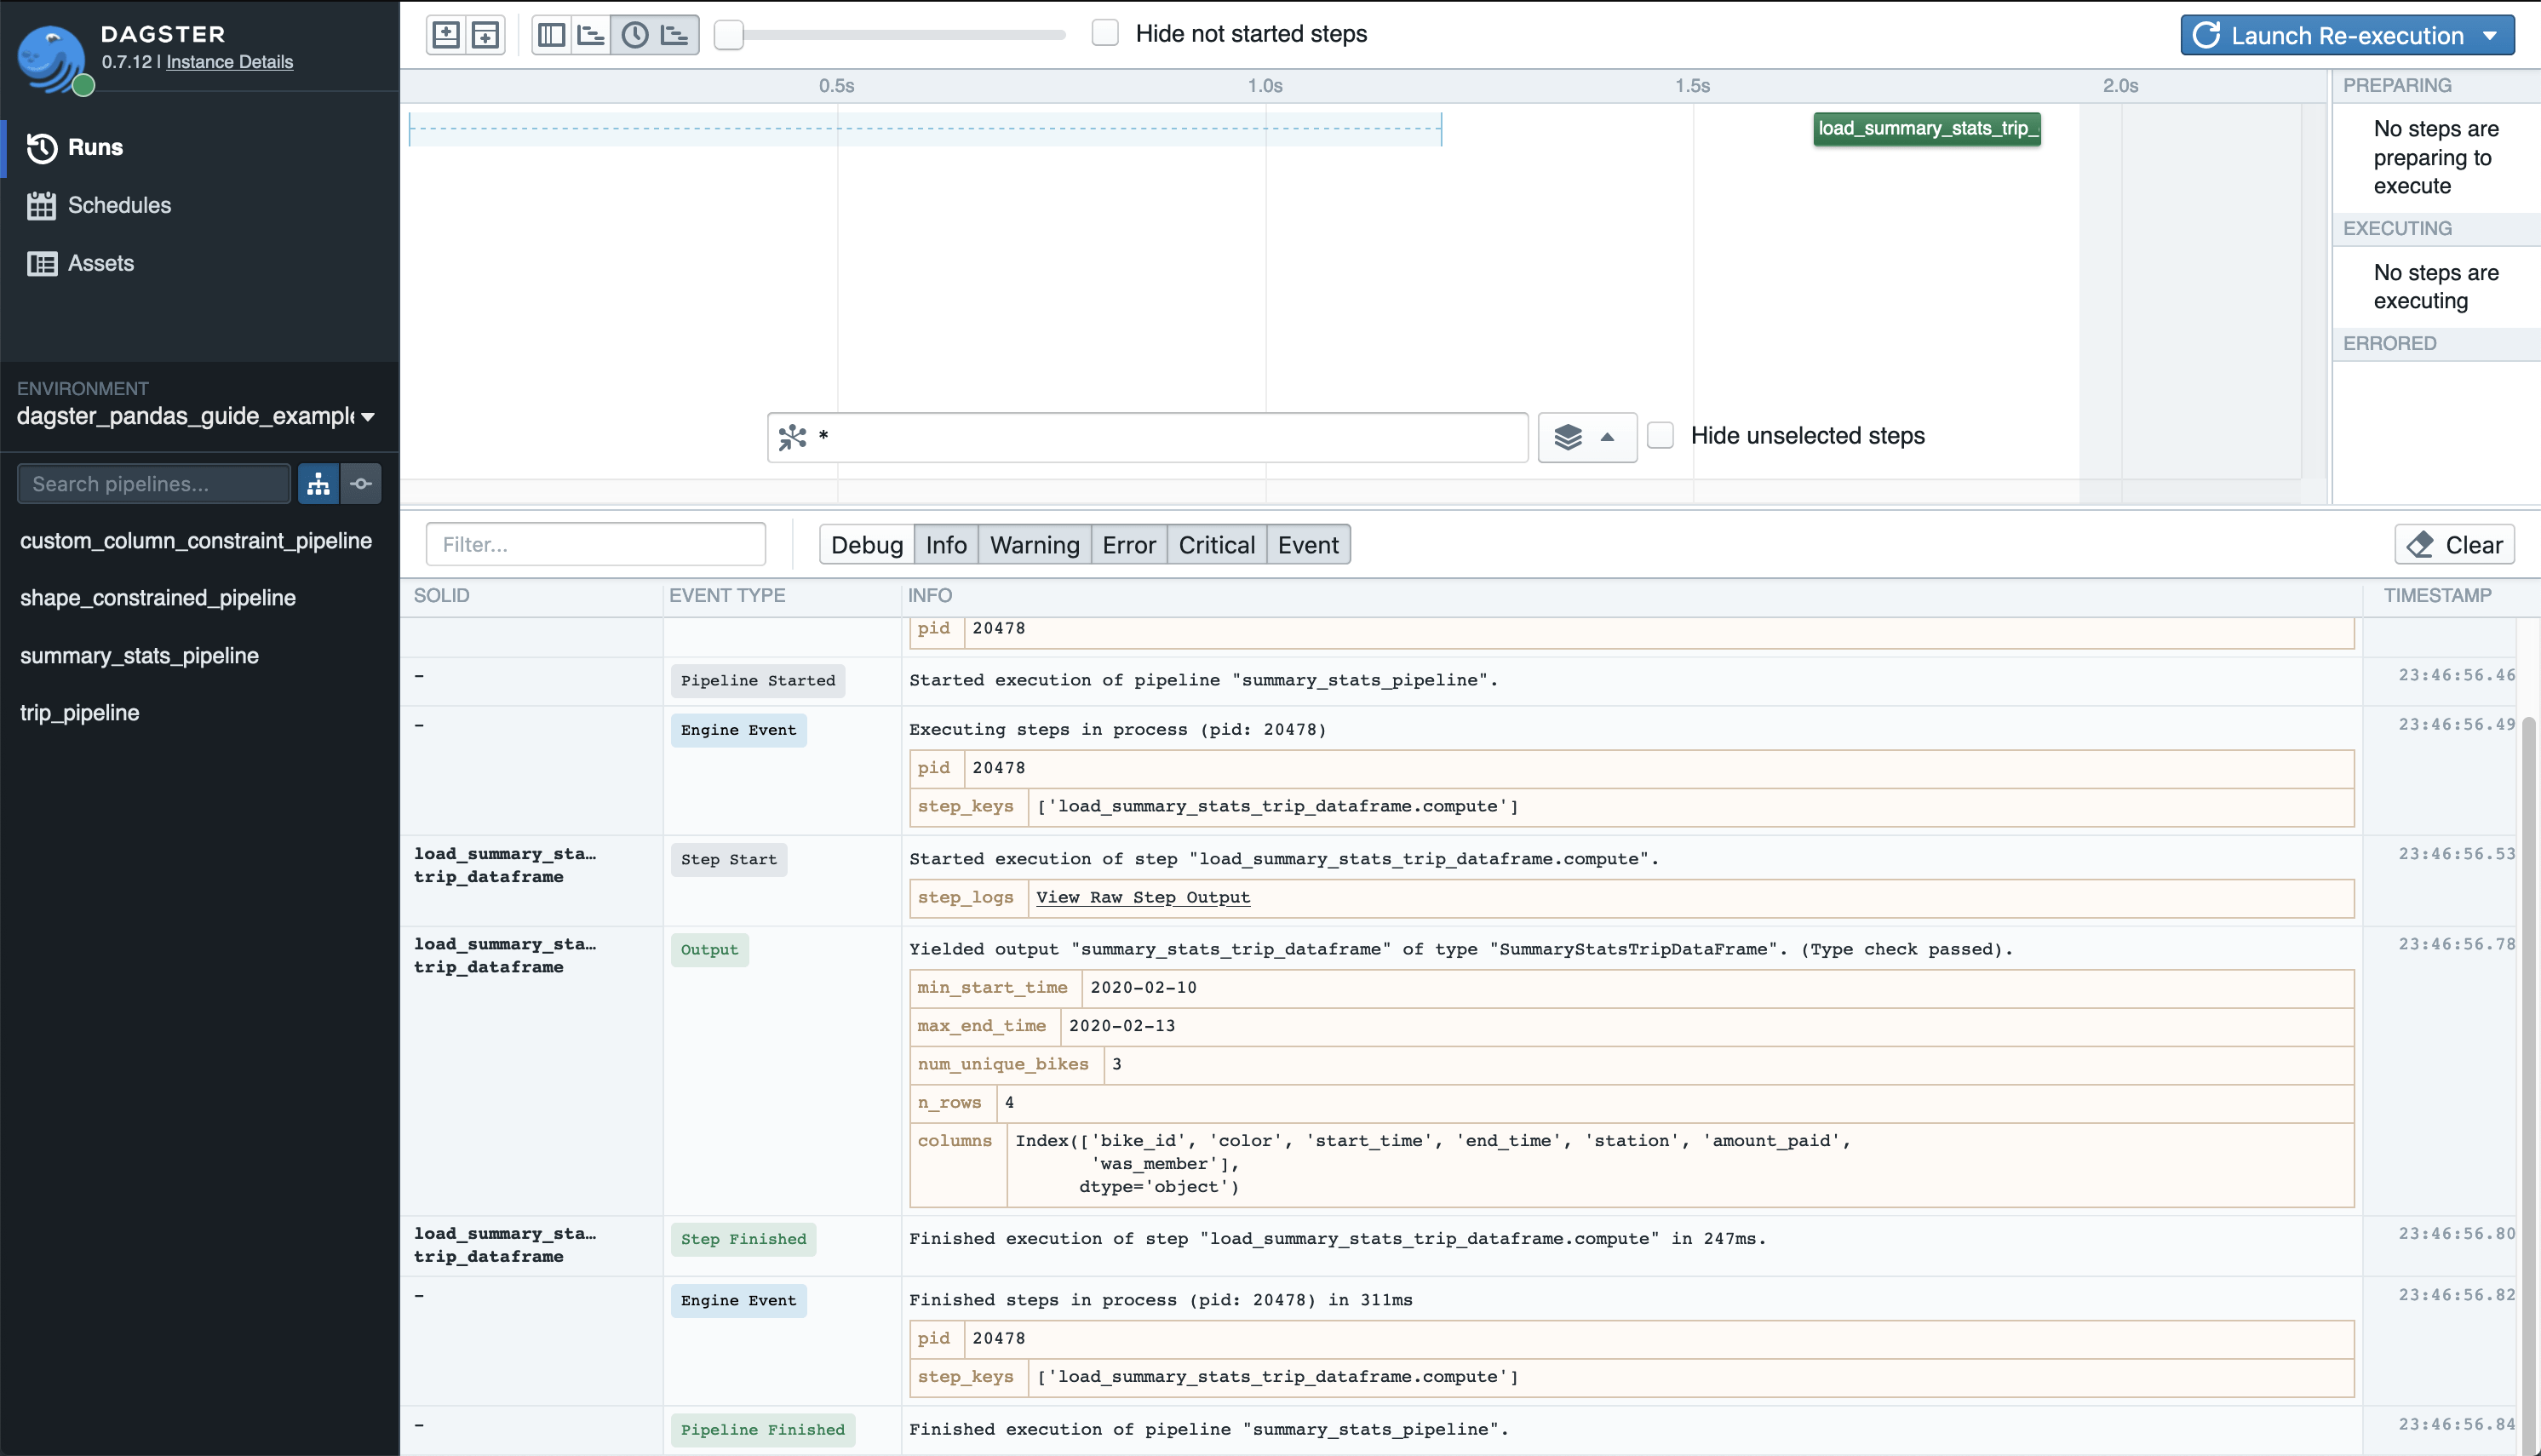 DAGSTER
0.7.12 | Instance Details
Runs
Schedules
Assets
ENVIRONMENT
dagster_pandas_guide_example
Search pipelines...
custom_column_constraint_pipeline
shape_constrained_pipeline
summary_stats_pipeline
trip_pipeline
Hide not started steps
Launch Re-execution
0.5s 1.0s 1.5s 2.0s
load_summary_stats_trip_
PREPARING
No steps are
preparing to
execute
EXECUTING
No steps are
executing
ERRORED
*
Hide unselected steps
Filter...
Debug Info Warning Error Critical Event
Clear
SOLID EVENT TYPE INFO TIMESTAMP
pid 20478
- Pipeline Started Started execution of pipeline "summary_stats_pipeline". 23:46:56.46
- Engine Event Executing steps in process (pid: 20478) 23:46:56.49
pid 20478
step_keys ['load_summary_stats_trip_dataframe.compute']
load_summary_sta…
trip_dataframe
Step Start Started execution of step "load_summary_stats_trip_dataframe.compute". 23:46:56.53
step_logs View Raw Step Output
load_summary_sta…
trip_dataframe
Output Yielded output "summary_stats_trip_dataframe" of type "SummaryStatsTripDataFrame". (Type check passed). 23:46:56.78
min_start_time 2020-02-10
max_end_time 2020-02-13
num_unique_bikes 3
n_rows 4
columns Index(['bike_id', 'color', 'start_time', 'end_time', 'station', 'amount_paid',
'was_member'],
dtype='object')
load_summary_sta…
trip_dataframe
Step Finished Finished execution of step "load_summary_stats_trip_dataframe.compute" in 247ms. 23:46:56.80
- Engine Event Finished steps in process (pid: 20478) in 311ms 23:46:56.82
pid 20478
step_keys ['load_summary_stats_trip_dataframe.compute']
- Pipeline Finished Finished execution of pipeline "summary_stats_pipeline". 23:46:56.84